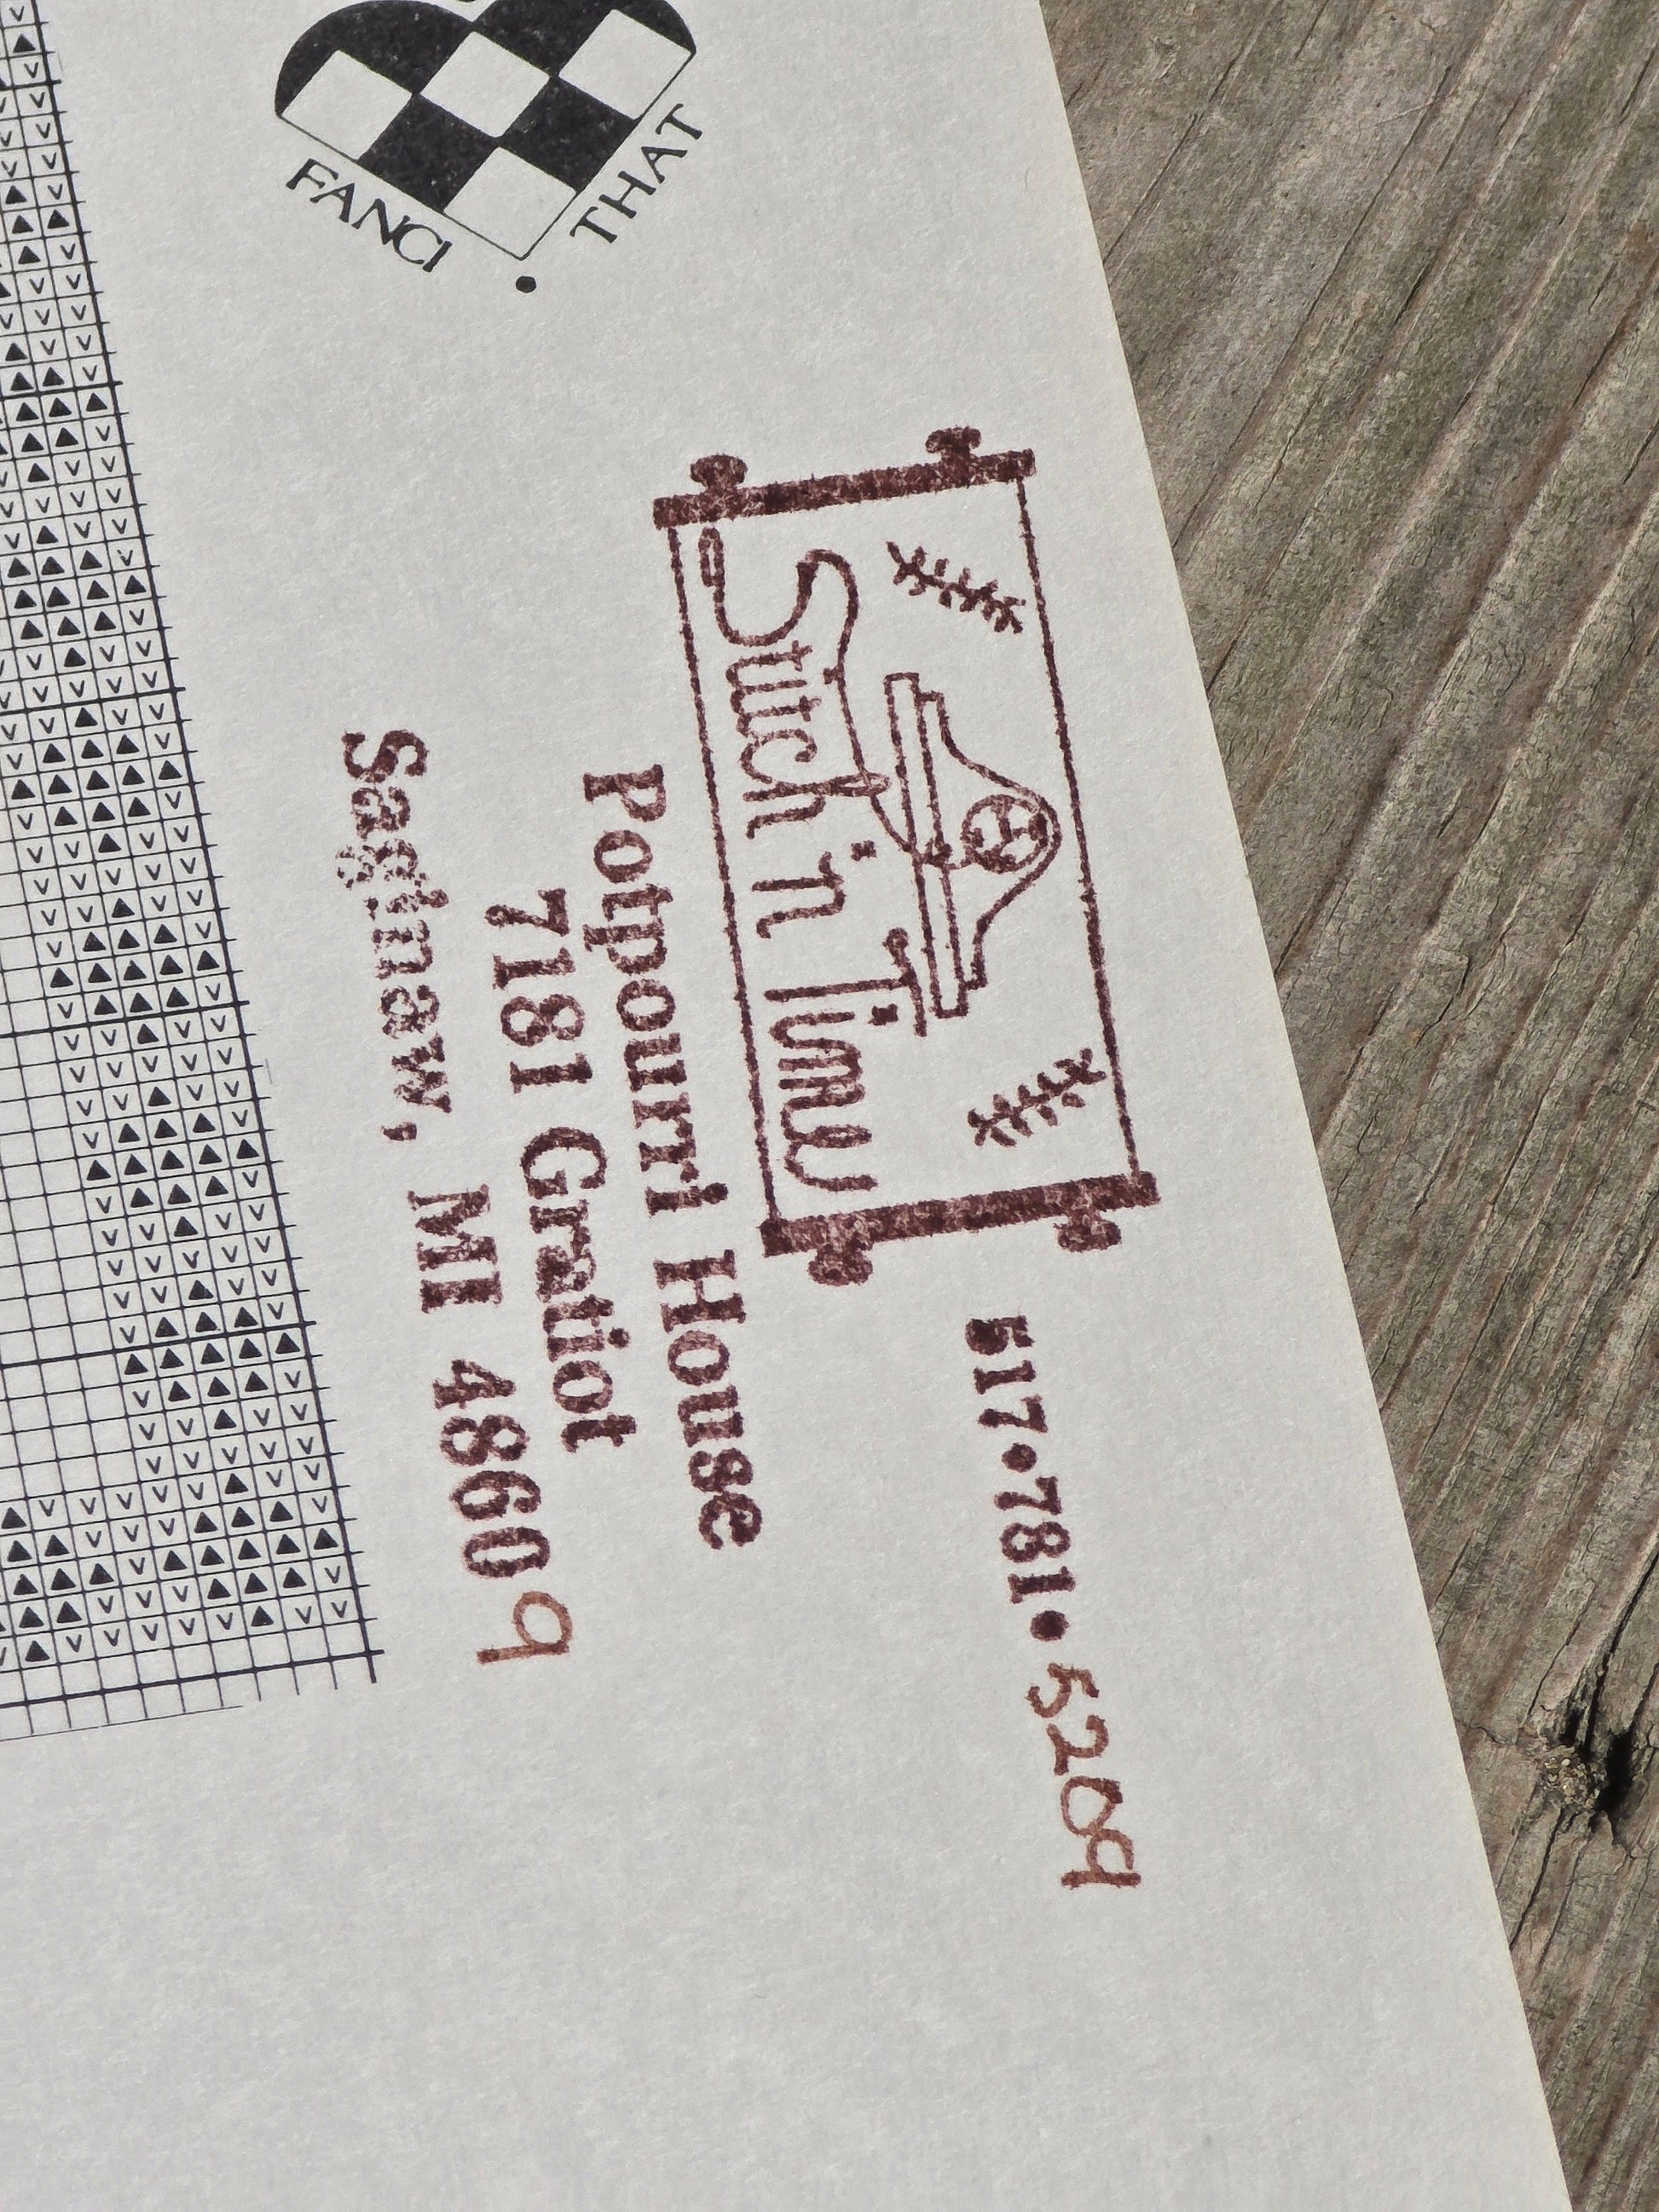 FANCI • THAT
Stitch 'n Time
517•781•5209
Potpourri House
7181 Gratiot
Saginaw, MI 48609